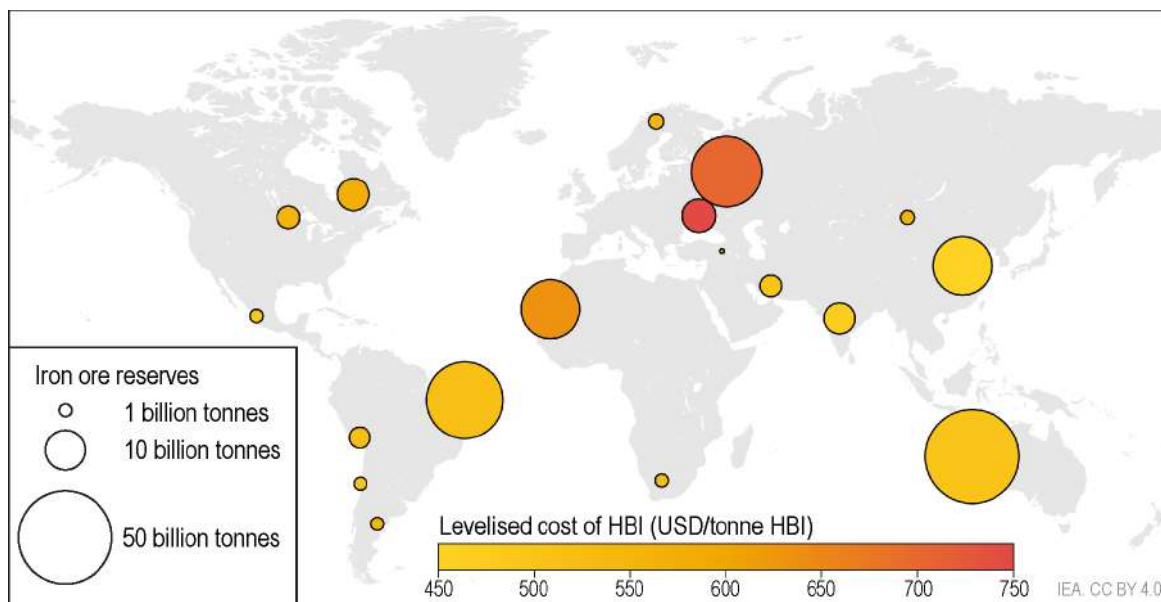 Iron ore reserves
1 billion tonnes
10 billion tonnes
50 billion tonnes
Levelised cost of HBI (USD/tonne HBI)
450 500 550 600 650 700 750
IEA. CC BY 4.0